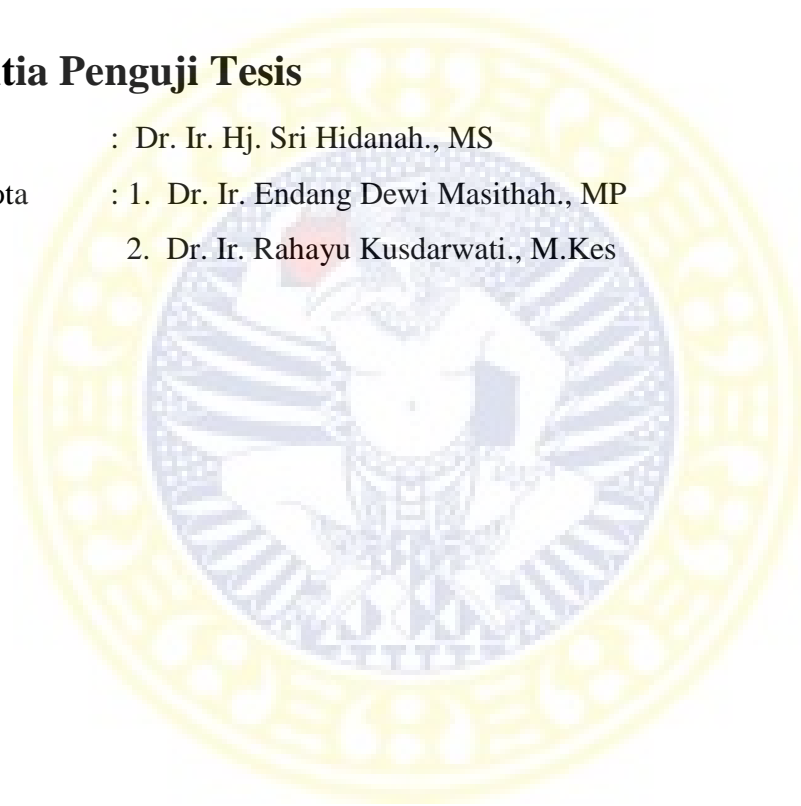 tia Penguji Tesis
: Dr. Ir. Hj. Sri Hidanah., MS
ota : 1. Dr. Ir. Endang Dewi Masithah., MP
2. Dr. Ir. Rahayu Kusdarwati., M.Kes